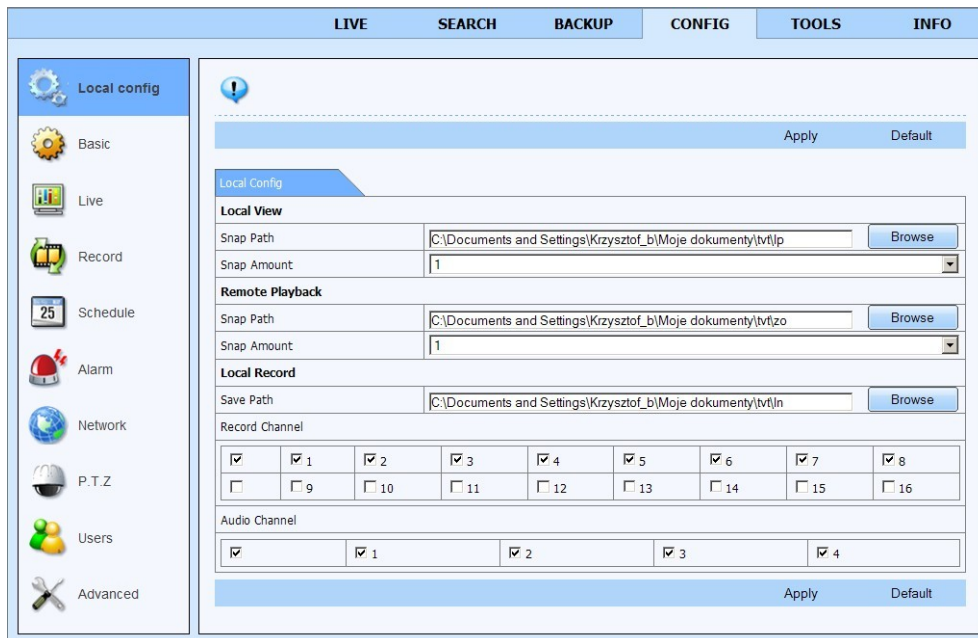 LIVE SEARCH BACKUP CONFIG TOOLS INFO
Local config
Basic
Live
Record
25
Schedule
Alarm
Network
P.T.Z
Users
Advanced
!
Apply Default
Local Config
Local View
Snap Path C:\Documents and Settings\Krzysztof_b\Moje dokumenty\tvt\lp Browse
Snap Amount 1
Remote Playback
Snap Path C:\Documents and Settings\Krzysztof_b\Moje dokumenty\tvt\zo Browse
Snap Amount 1
Local Record
Save Path C:\Documents and Settings\Krzysztof_b\Moje dokumenty\tvt\ln Browse
Record Channel
1 2 3 4 5 6 7 8
9 10 11 12 13 14 15 16
Audio Channel
1 2 3 4
Apply Default